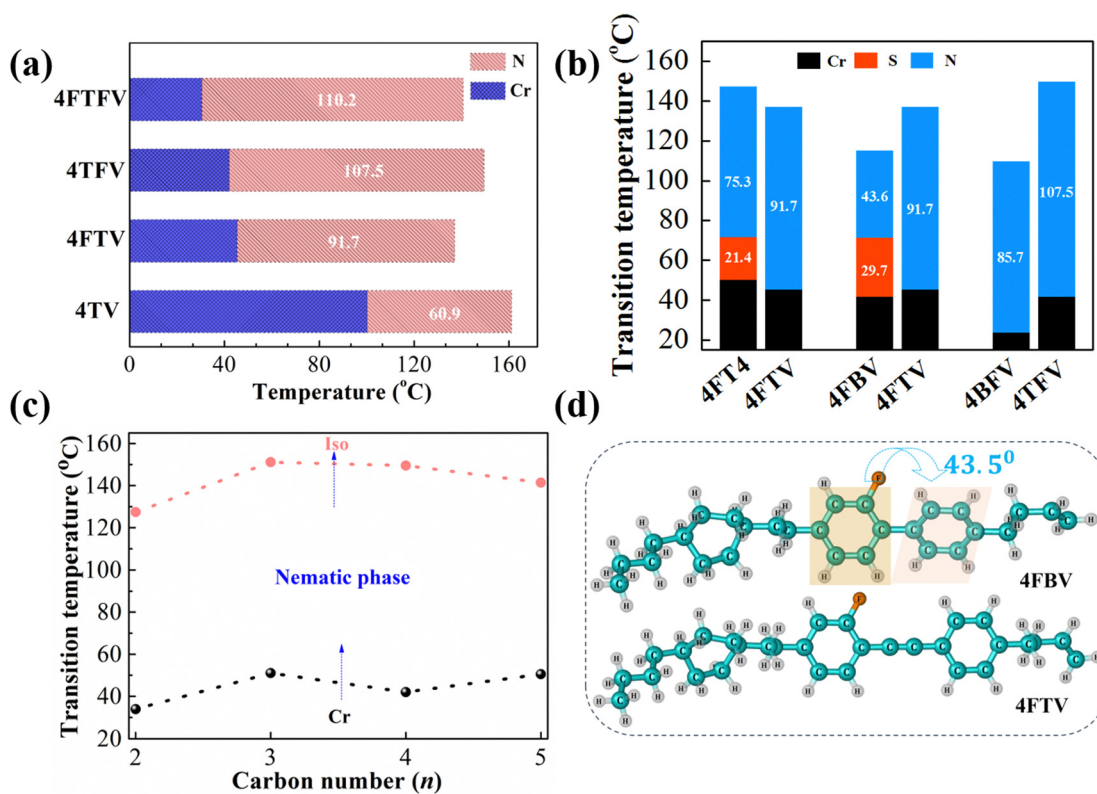 (a)
N
Cr
4FTFV
110.2
4TFV
107.5
4FTV
91.7
4TV
60.9
0 40 80 120 160
Temperature (°C)
(b)
Transition temperature (°C)
160
140
120
100
80
60
40
20
Cr S N
75.3
21.4
91.7
43.6
29.7
91.7
85.7
107.5
4FT4 4FTV 4FBV 4FTV 4BFV 4TFV
(c)
Transition temperature (°C)
160
140
120
100
80
60
40
20
Iso
Nematic phase
Cr
2 3 4 5
Carbon number (n)
(d)
43.5⁰
F
4FBV
F
4FTV